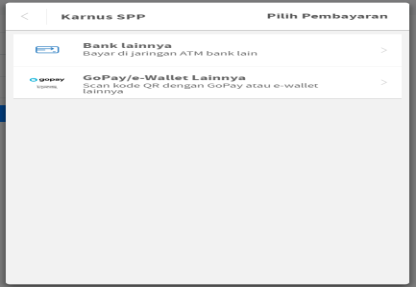 Karnus SPP
Pilih Pembayaran
Bank lainnya
Bayar di jaringan ATM bank lain
gopay
GoPay/e-Wallet Lainnya
Scan kode QR dengan GoPay atau e-wallet
lainnya